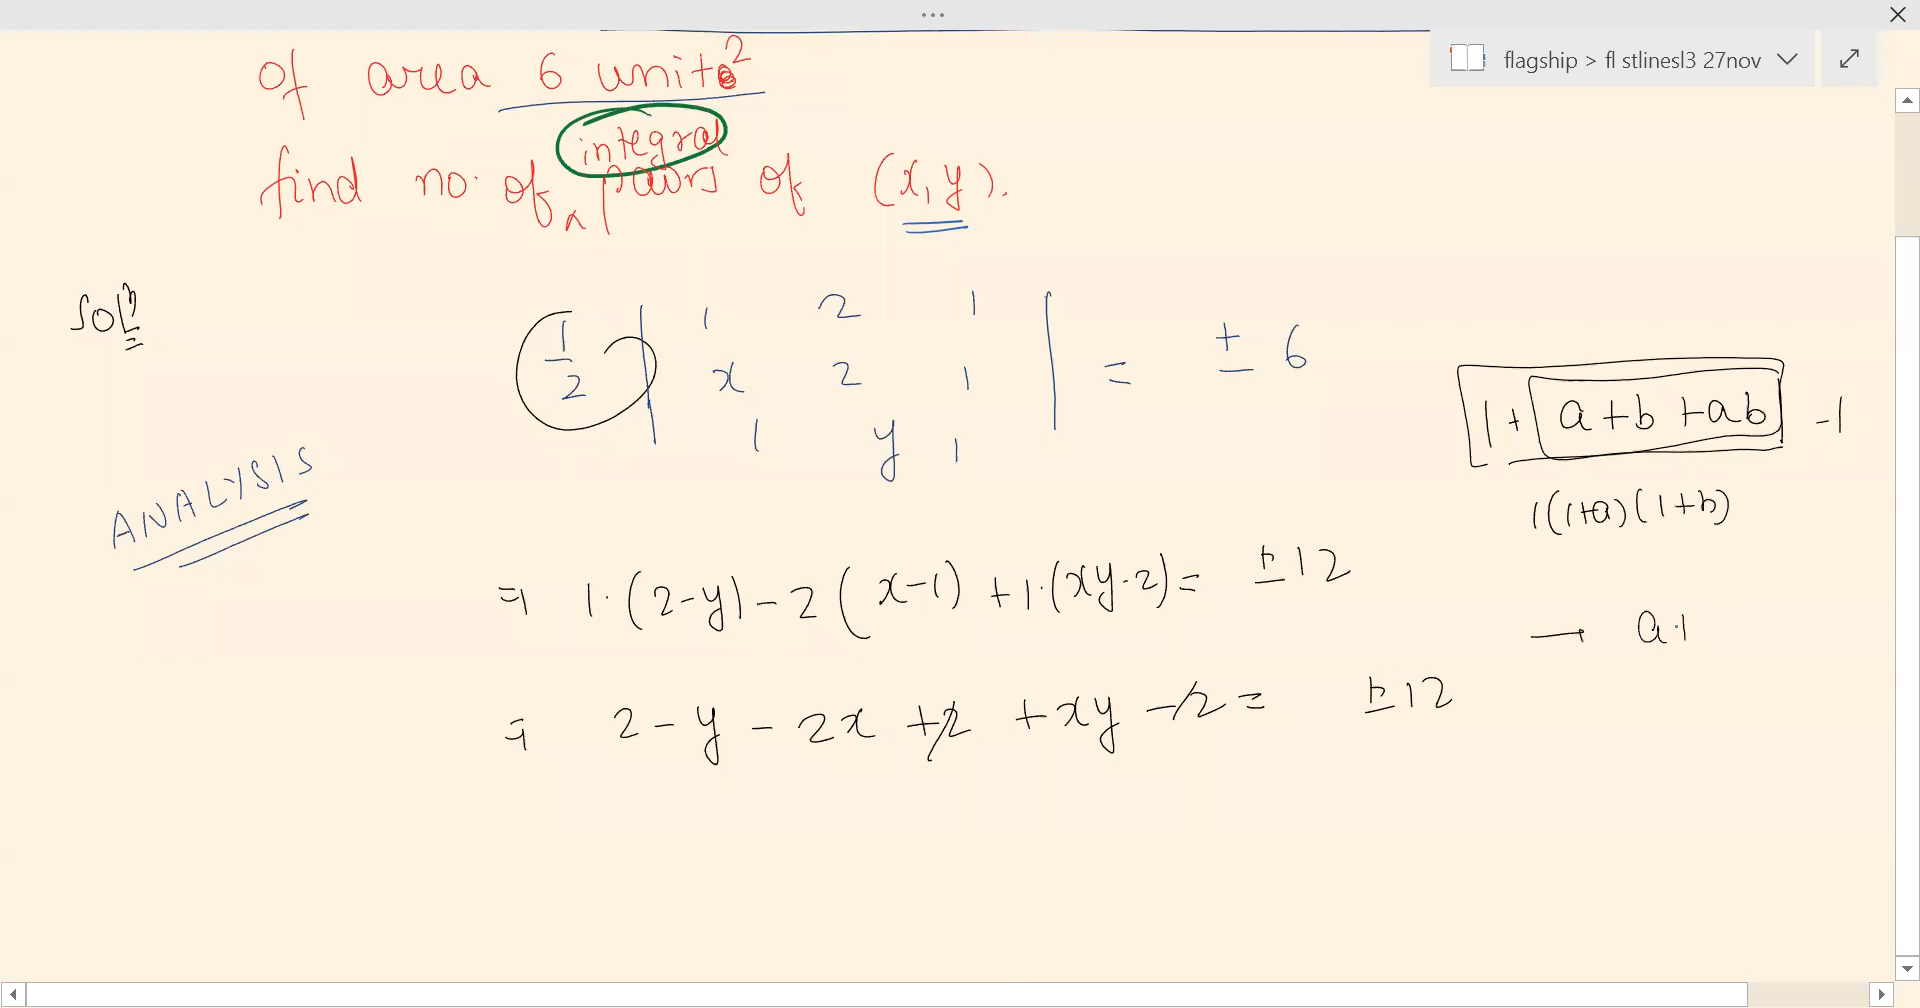 flagship > fl stlinesl3 27nov
of area 6 units²
integral
find no. of pairs of (x, y).
Solⁿ
1/2 | 1 2 1 | = ± 6
| x 2 1 |
| 1 y 1 |
1 + a + b + ab - 1
1(1+a)(1+b)
ANALYSIS
⇒ 1·(2-y) - 2(x-1) + 1·(xy-2) = ±12
→ a·1
⇒ 2 - y - 2x + 2 + xy - 2 = ±12